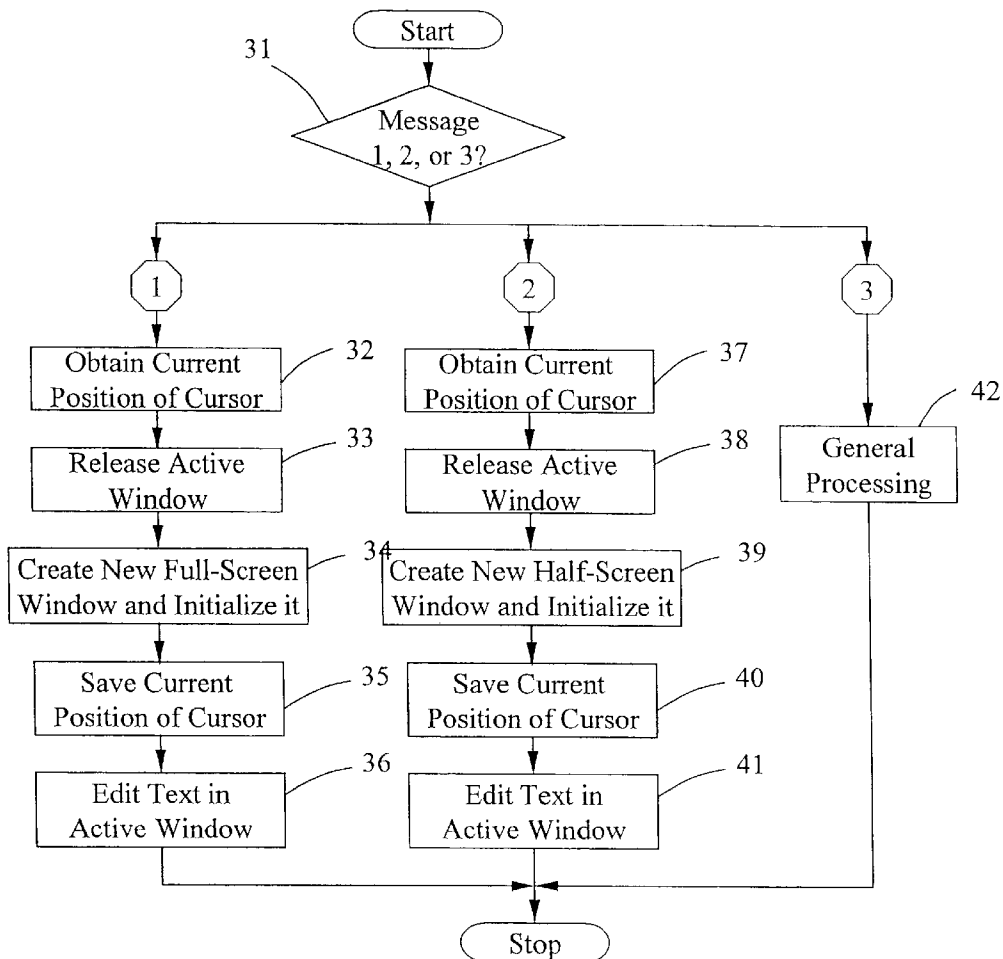 Start
31
Message
1, 2, or 3?
1
2
3
Obtain Current
Position of Cursor
32
Obtain Current
Position of Cursor
37
General
Processing
42
Release Active
Window
33
Release Active
Window
38
Create New Full-Screen
Window and Initialize it
34
Create New Half-Screen
Window and Initialize it
39
Save Current
Position of Cursor
35
Save Current
Position of Cursor
40
Edit Text in
Active Window
36
Edit Text in
Active Window
41
Stop